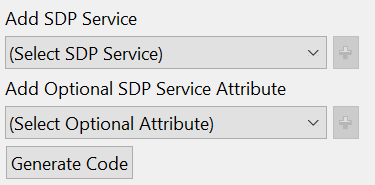 Add SDP Service
(Select SDP Service)
Add Optional SDP Service Attribute
(Select Optional Attribute)
Generate Code